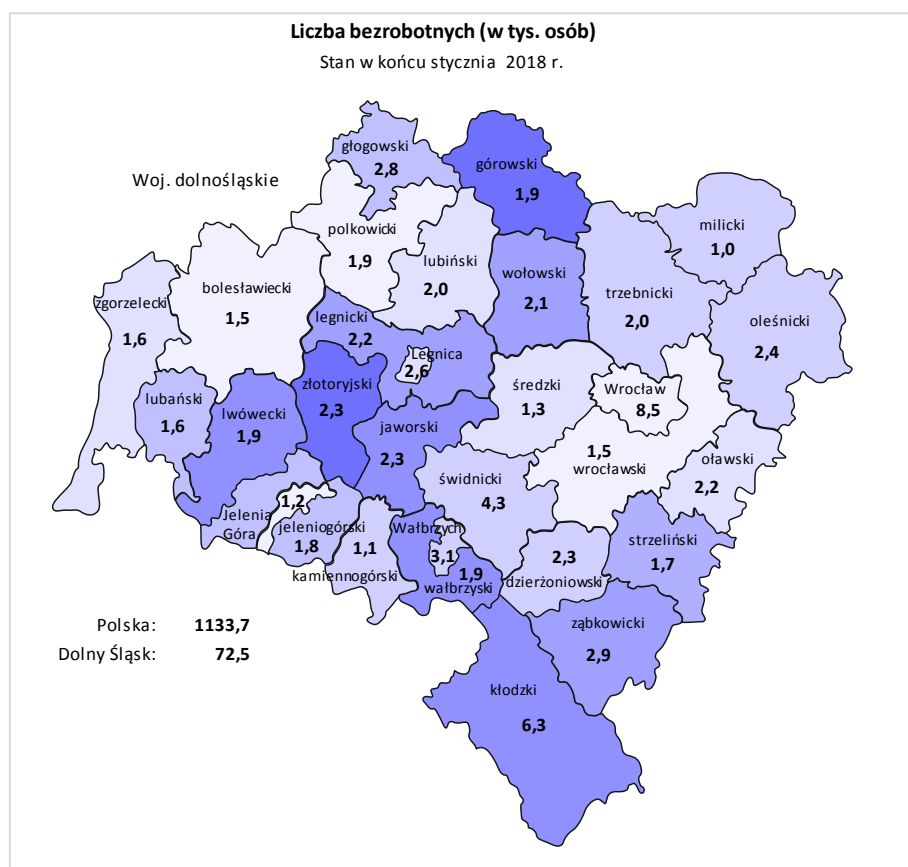 Liczba bezrobotnych (w tys. osób)
Stan w końcu stycznia 2018 r.
Woj. dolnośląskie
głogowski
2,8
górowski
1,9
milicki
1,0
polkowicki
1,9
lubiński
2,0
wołowski
2,1
trzebnicki
2,0
oleśnicki
2,4
zgorzelecki
1,6
bolesławiecki
1,5
legnicki
2,2
Legnica
2,6
złotoryjski
2,3
średzki
1,3
Wrocław
8,5
lubański
1,6
lwówecki
1,9
jaworski
2,3
1,5
wrocławski
oławski
2,2
świdnicki
4,3
Jelenia
Góra
1,2
jeleniogórski
1,8
1,1
kamiennogórski
Wałbrzych
3,1
1,9
wałbrzyski
2,3
dzierżoniowski
strzeliński
1,7
ząbkowicki
2,9
kłodzki
6,3
Polska: 1133,7
Dolny Śląsk: 72,5